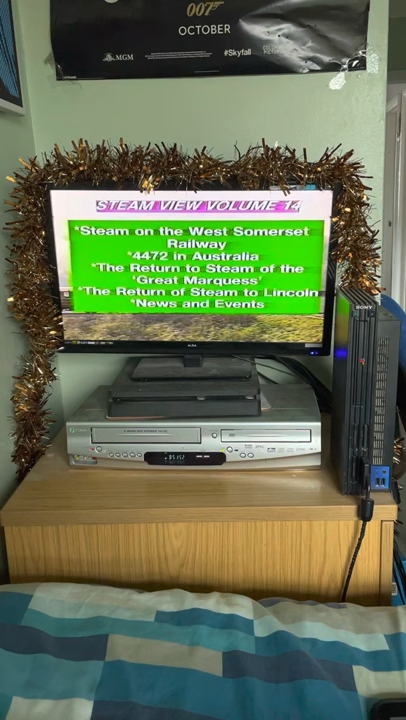 007
OCTOBER
MGM
#Skyfall
STEAM VIEW VOLUME 14
*Steam on the West Somerset
Railway
*4472 in Australia
*The Return to Steam of the
'Great Marquess'
*The Return of Steam to Lincoln
*News and Events
SONY